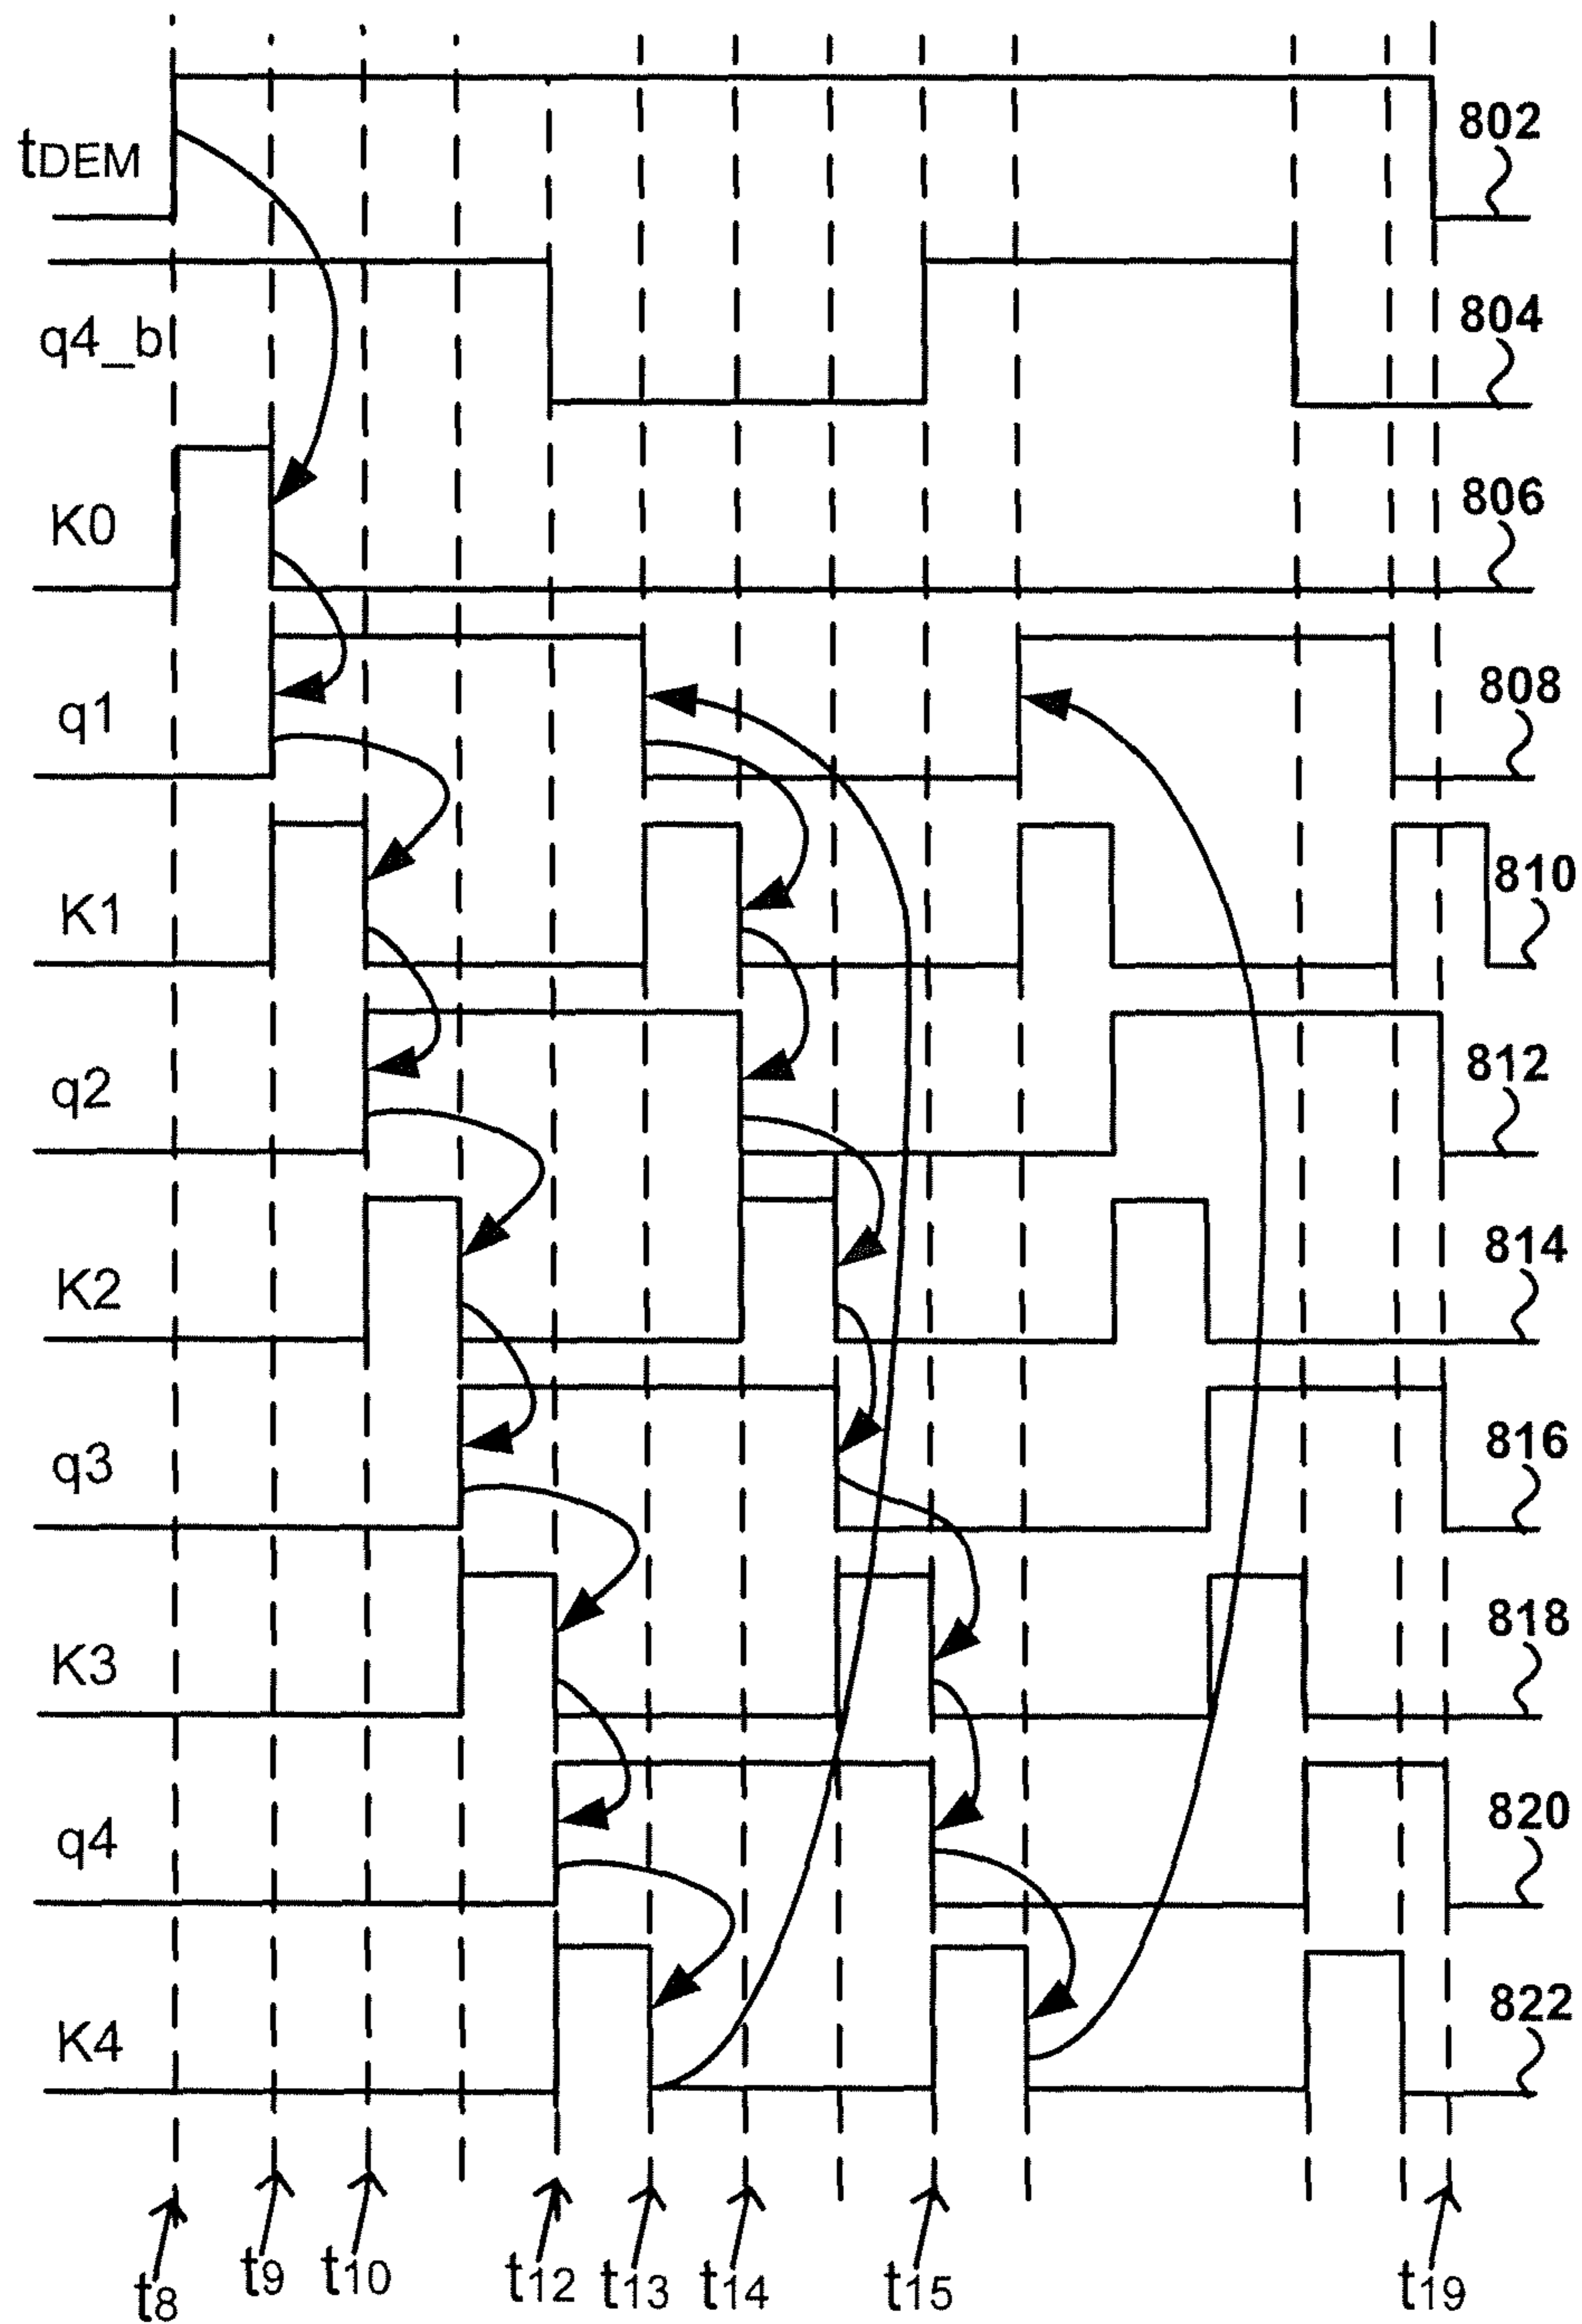 tDEM 802
q4_b 804
K0 806
q1 808
K1 810
q2 812
K2 814
q3 816
K3 818
q4 820
K4 822
t8 t9 t10 t12 t13 t14 t15 t19